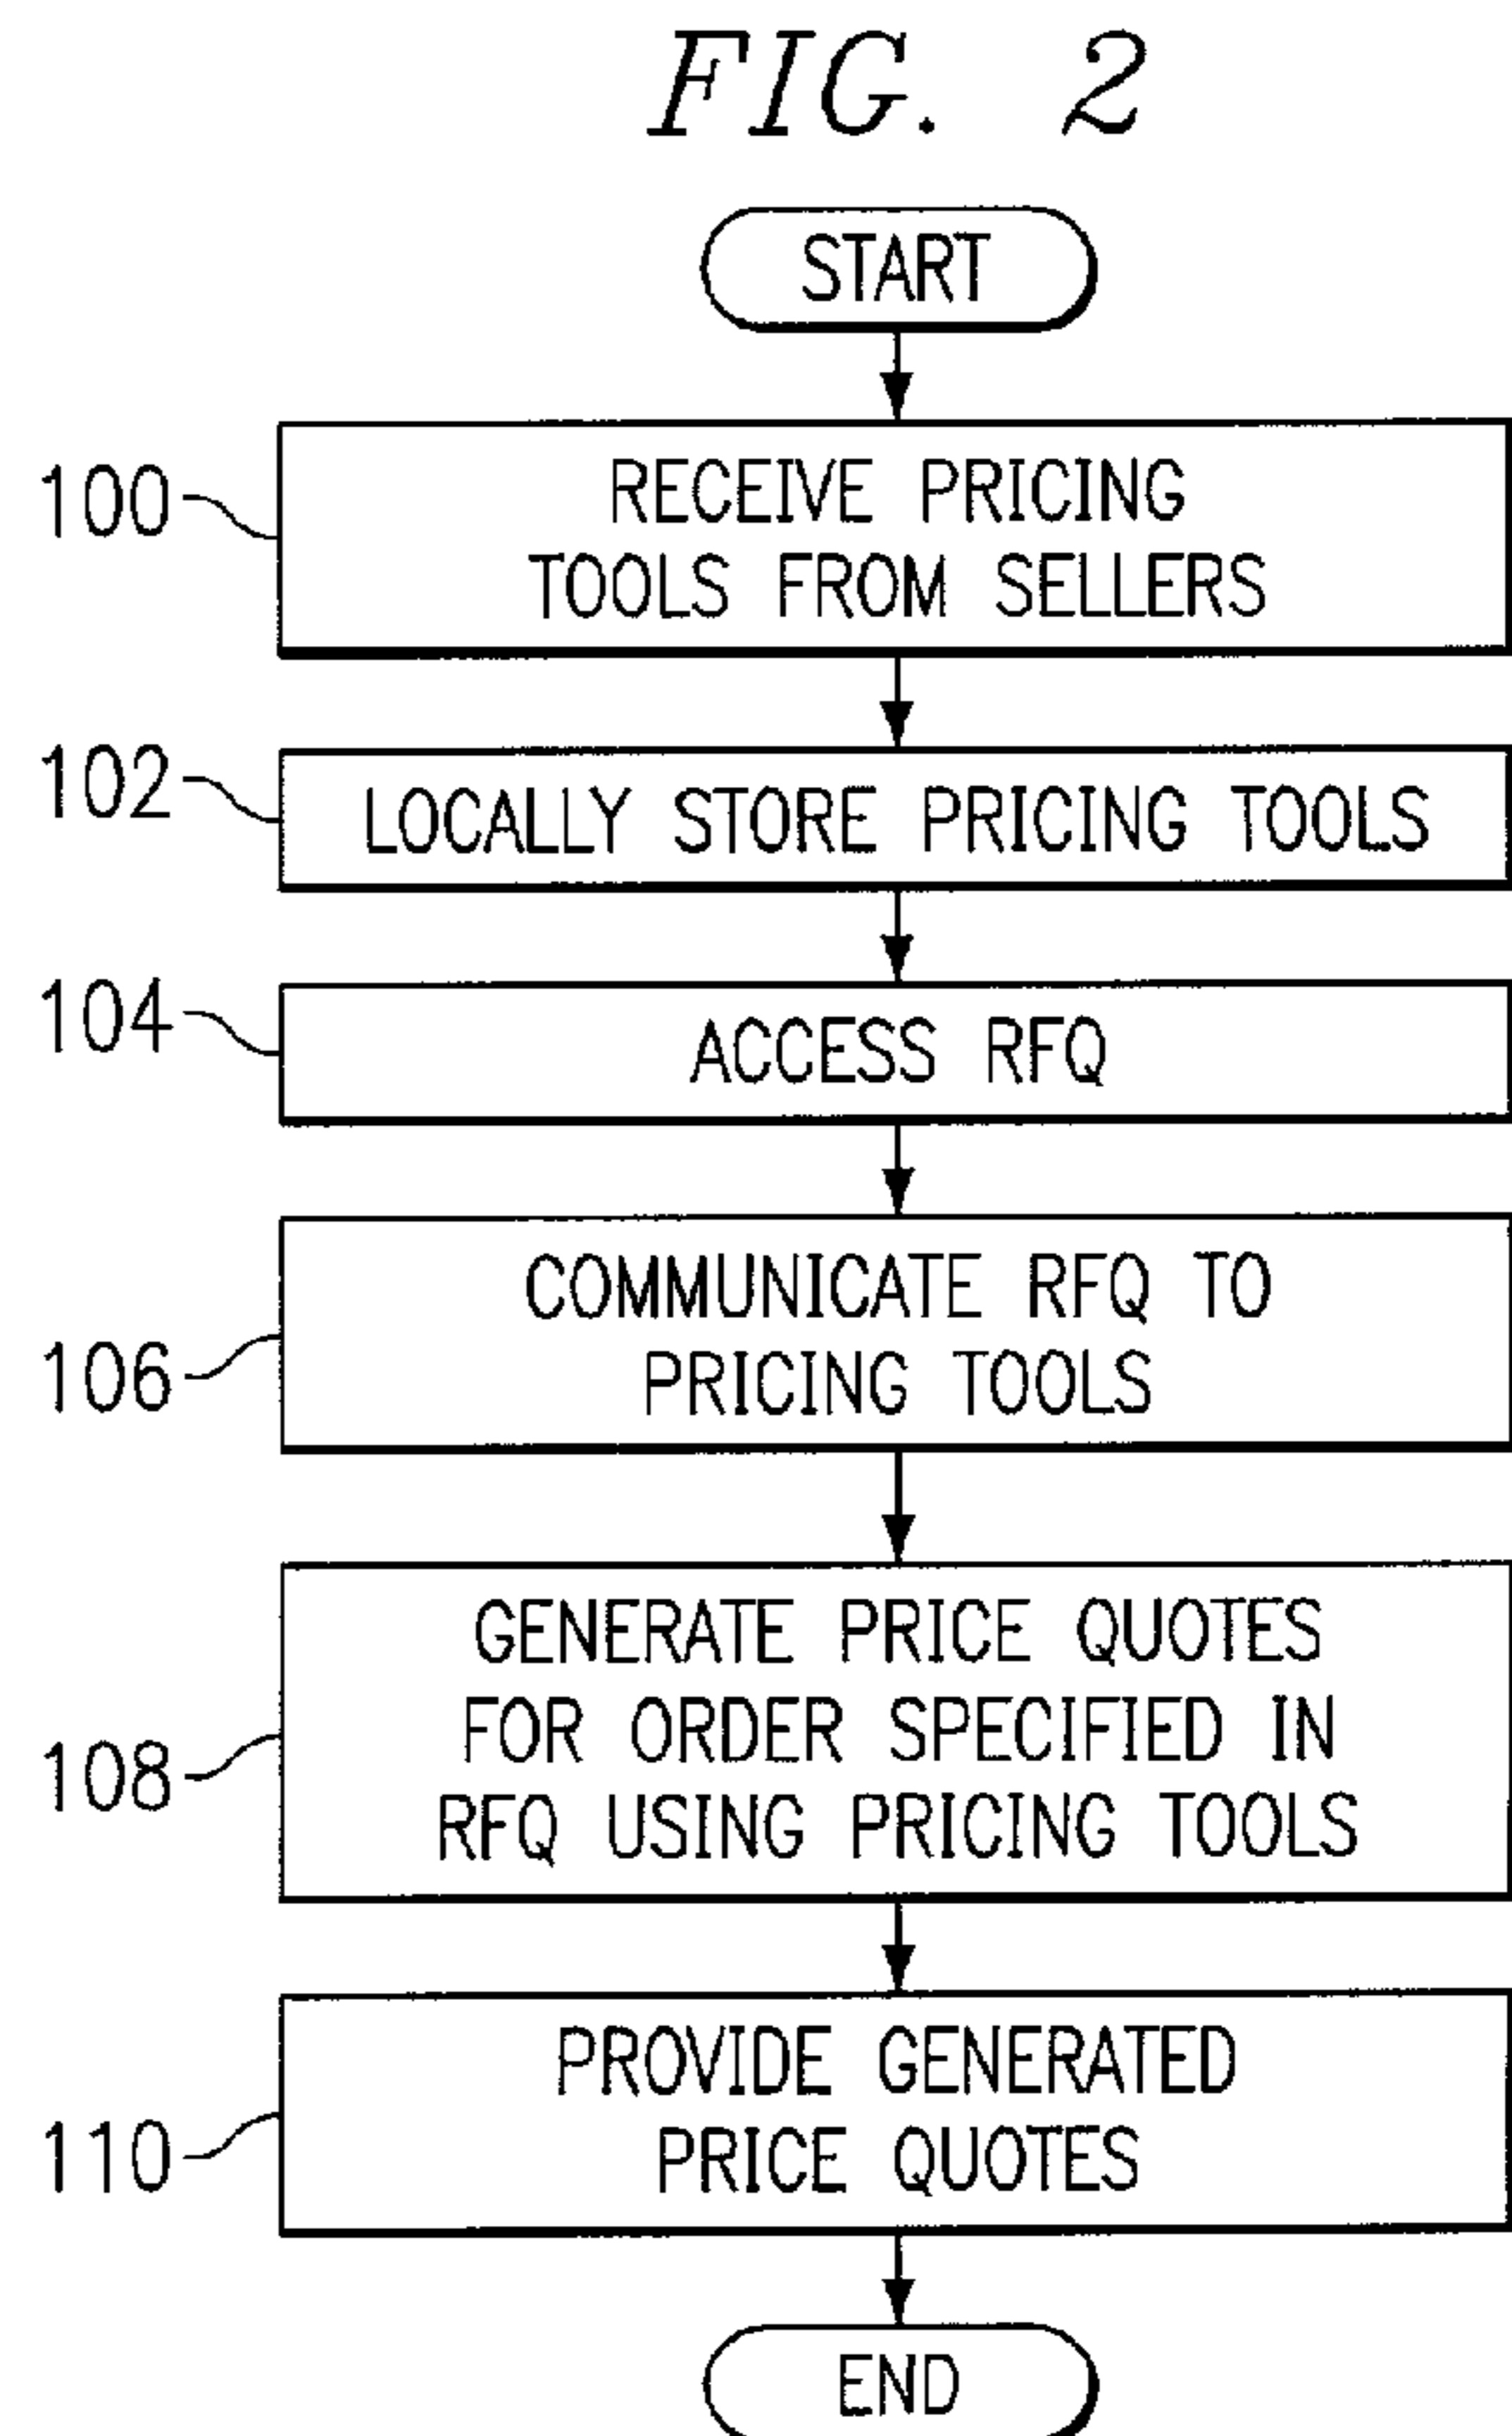 FIG. 2
START
100
RECEIVE PRICING
TOOLS FROM SELLERS
102
LOCALLY STORE PRICING TOOLS
104
ACCESS RFQ
106
COMMUNICATE RFQ TO
PRICING TOOLS
108
GENERATE PRICE QUOTES
FOR ORDER SPECIFIED IN
RFQ USING PRICING TOOLS
110
PROVIDE GENERATED
PRICE QUOTES
END